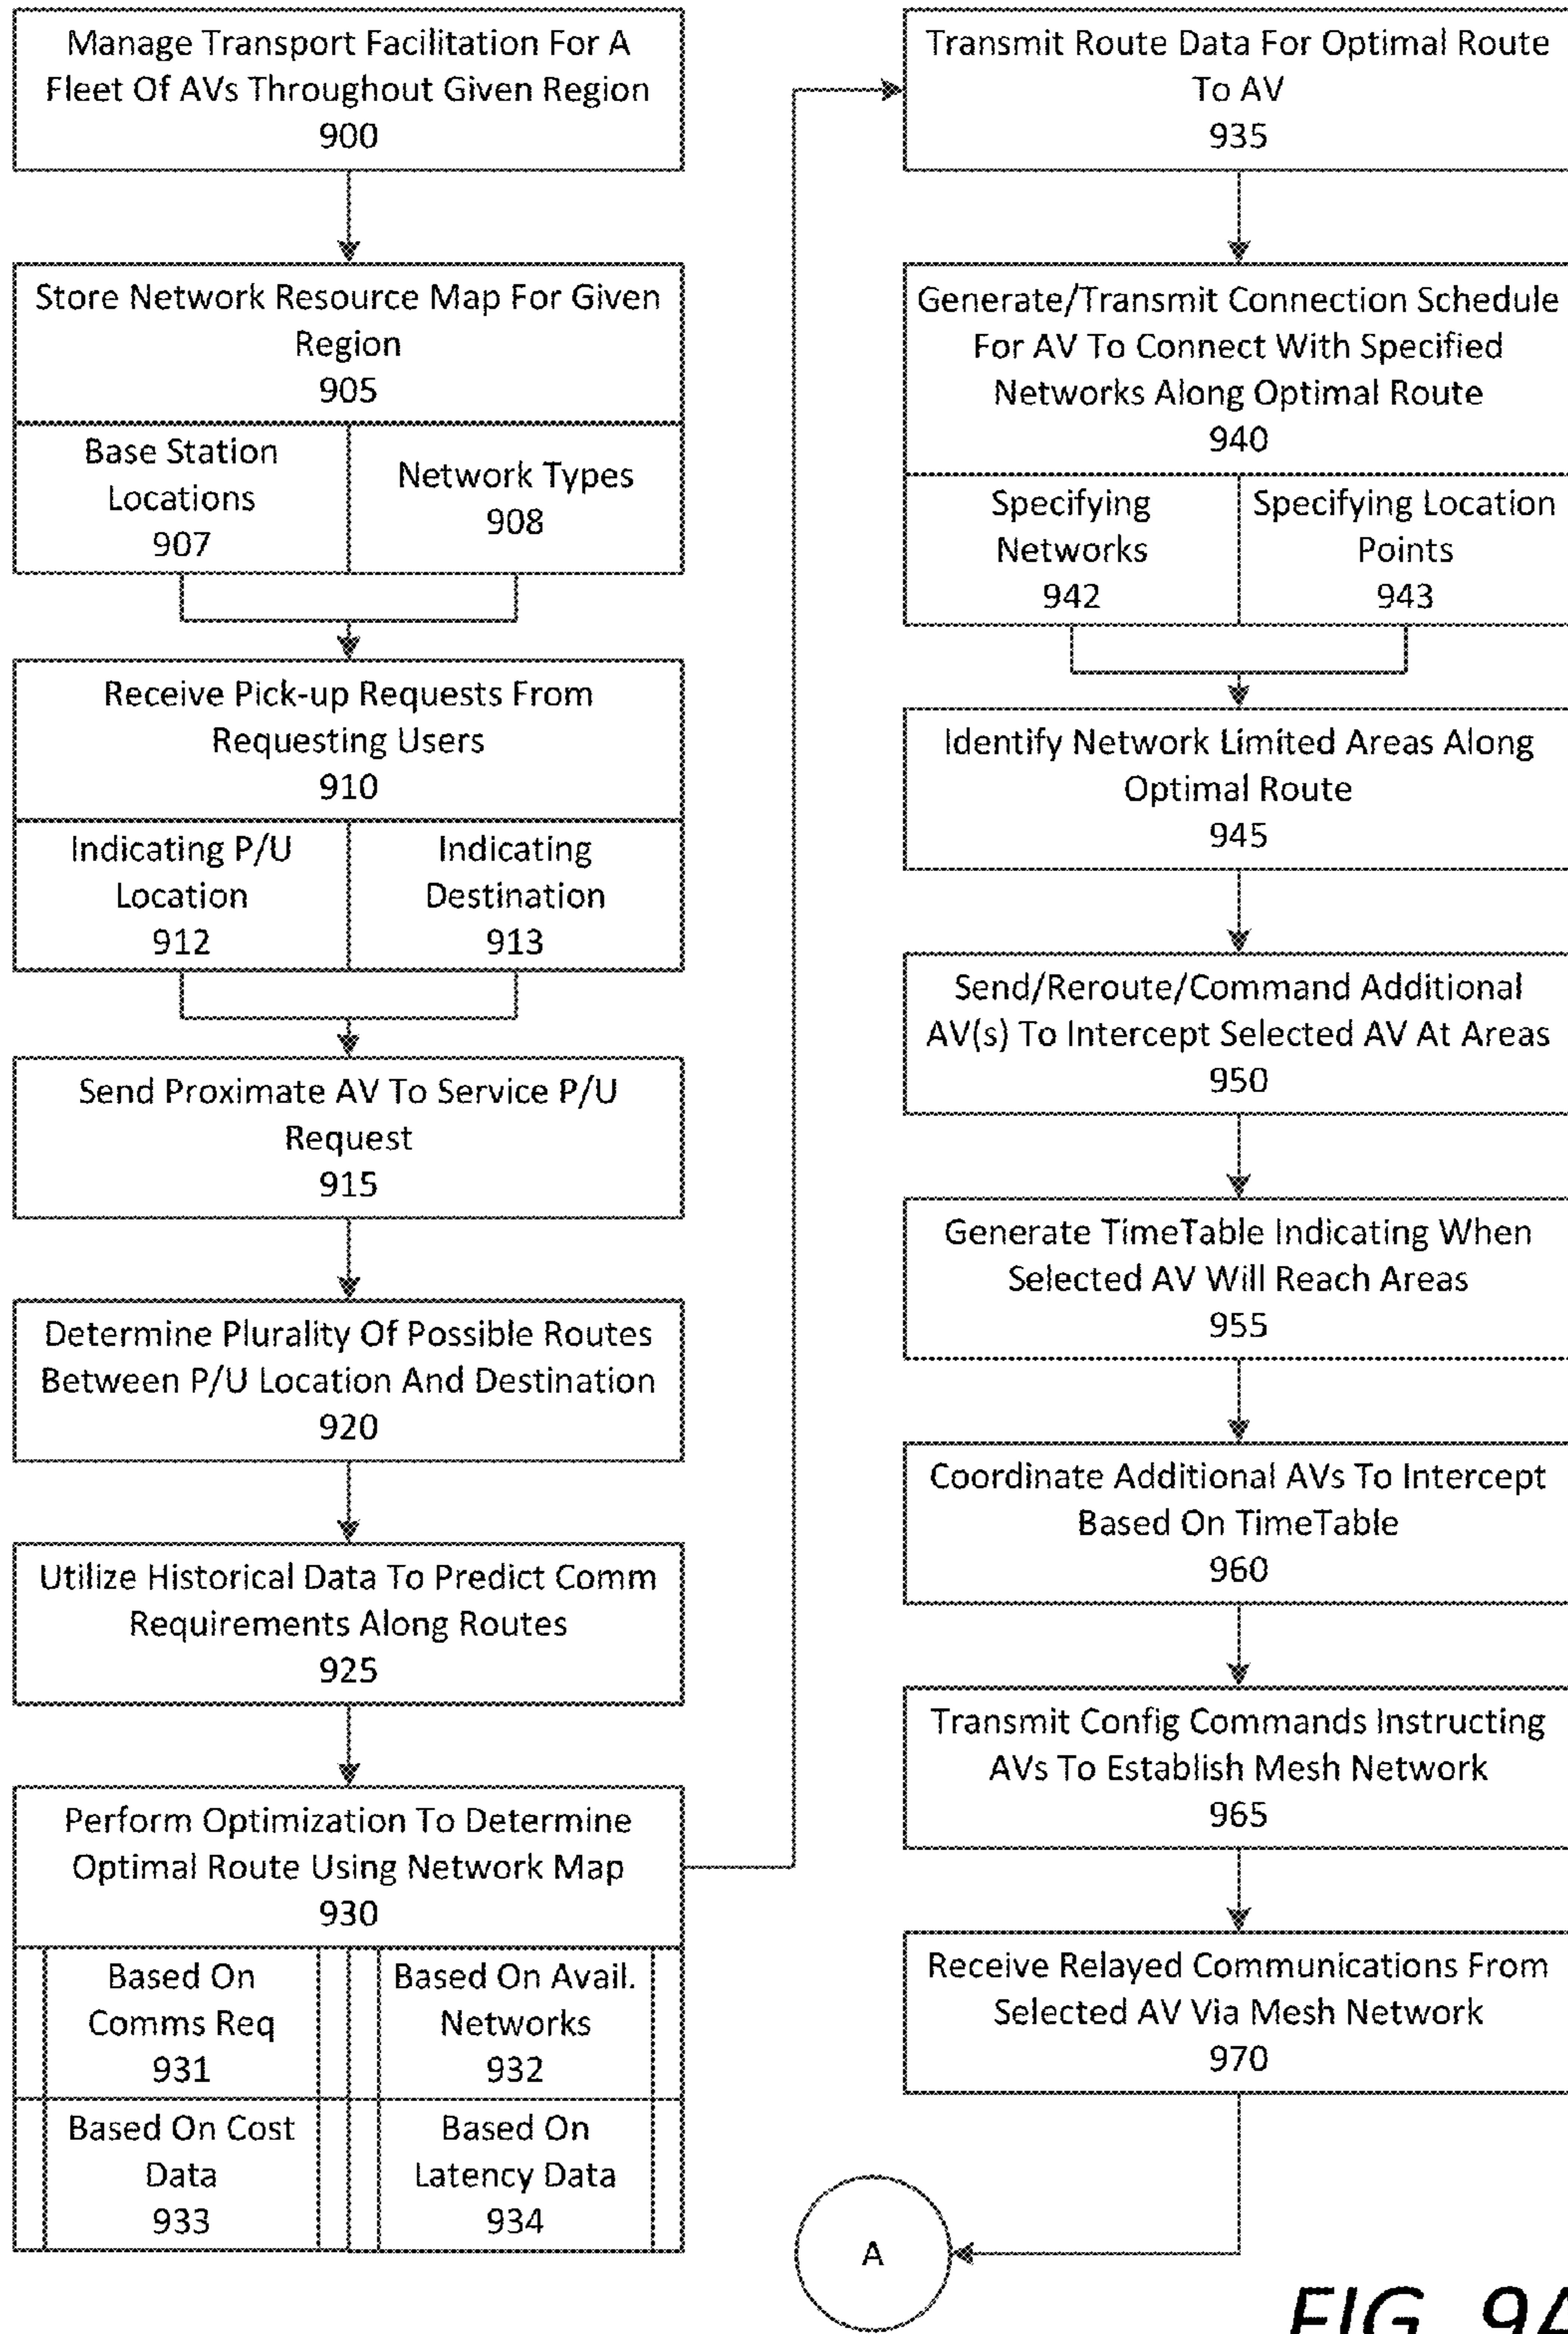 Manage Transport Facilitation For A
Fleet Of AVs Throughout Given Region
900
Store Network Resource Map For Given
Region
905
Base Station
Locations
907
Network Types
908
Receive Pick-up Requests From
Requesting Users
910
Indicating P/U
Location
912
Indicating
Destination
913
Send Proximate AV To Service P/U
Request
915
Determine Plurality Of Possible Routes
Between P/U Location And Destination
920
Utilize Historical Data To Predict Comm
Requirements Along Routes
925
Perform Optimization To Determine
Optimal Route Using Network Map
930
Based On
Comms Req
931
Based On Avail.
Networks
932
Based On Cost
Data
933
Based On
Latency Data
934
Transmit Route Data For Optimal Route
To AV
935
Generate/Transmit Connection Schedule
For AV To Connect With Specified
Networks Along Optimal Route
940
Specifying
Networks
942
Specifying Location
Points
943
Identify Network Limited Areas Along
Optimal Route
945
Send/Reroute/Command Additional
AV(s) To Intercept Selected AV At Areas
950
Generate TimeTable Indicating When
Selected AV Will Reach Areas
955
Coordinate Additional AVs To Intercept
Based On TimeTable
960
Transmit Config Commands Instructing
AVs To Establish Mesh Network
965
Receive Relayed Communications From
Selected AV Via Mesh Network
970
A
FIG. 9A